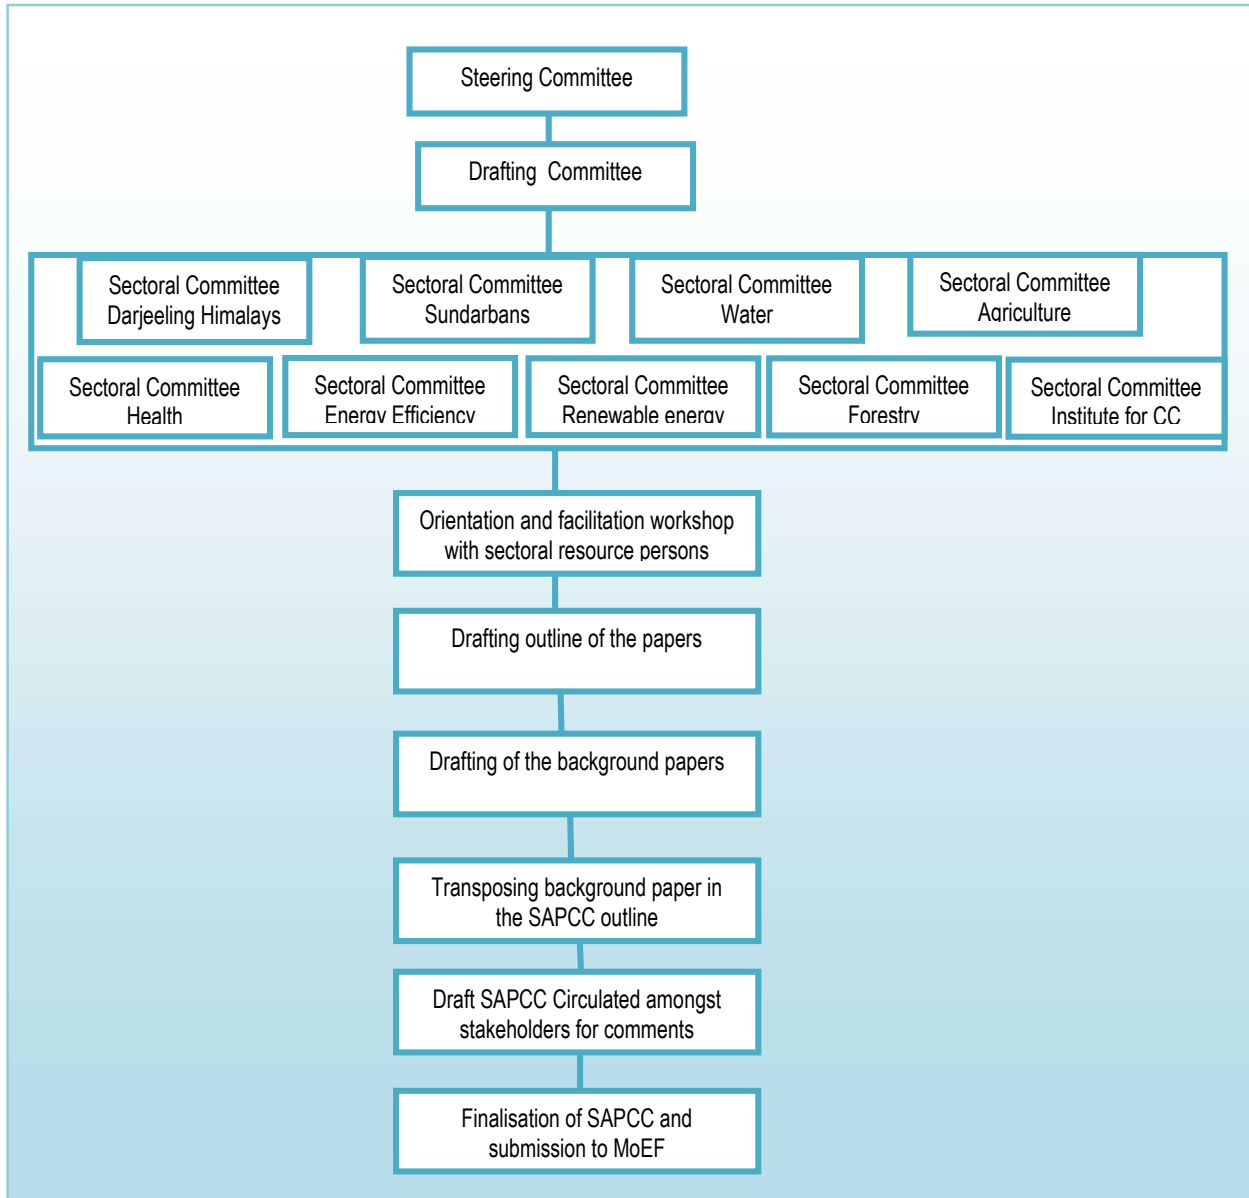 Steering Committee
Drafting Committee
Sectoral Committee
Darjeeling Himalays
Sectoral Committee
Sundarbans
Sectoral Committee
Water
Sectoral Committee
Agriculture
Sectoral Committee
Health
Sectoral Committee
Energy Efficiency
Sectoral Committee
Renewable energy
Sectoral Committee
Forestry
Sectoral Committee
Institute for CC
Orientation and facilitation workshop
with sectoral resource persons
Drafting outline of the papers
Drafting of the background papers
Transposing background paper in
the SAPCC outline
Draft SAPCC Circulated amongst
stakeholders for comments
Finalisation of SAPCC and
submission to MoEF